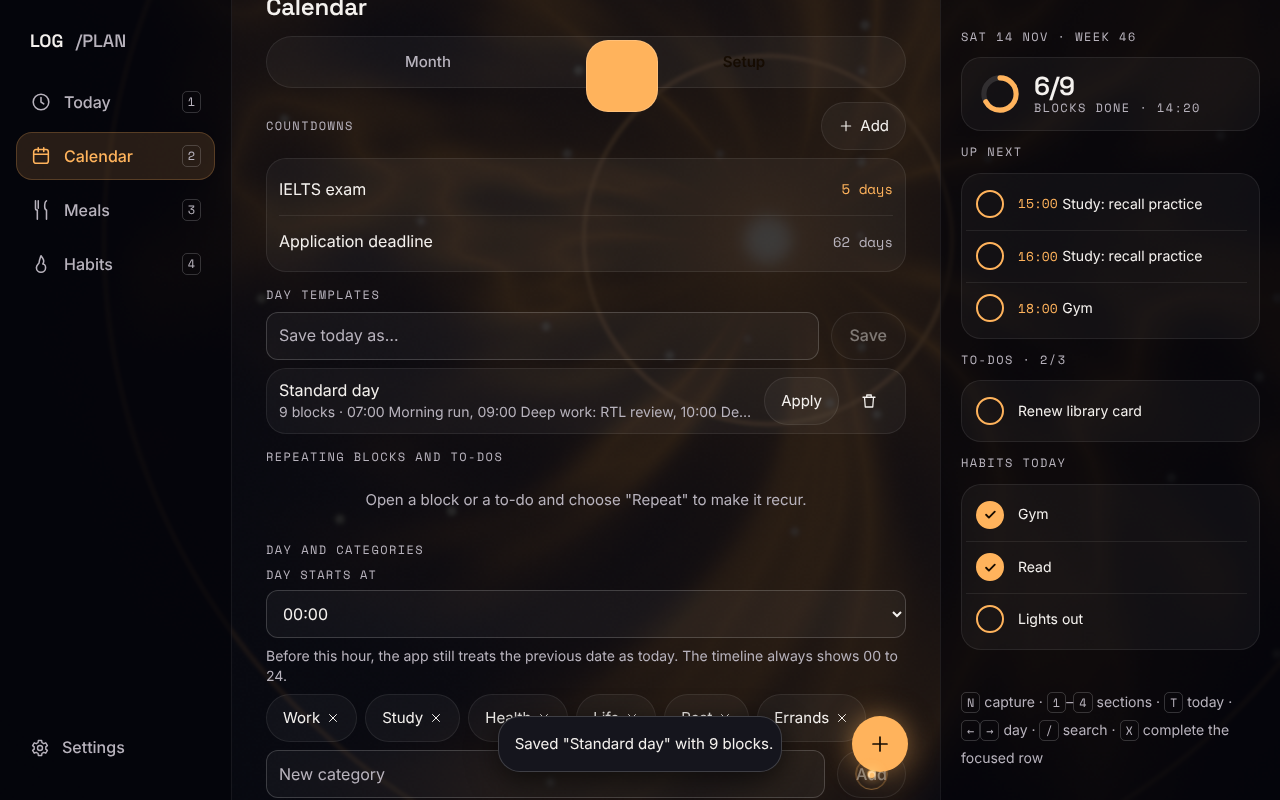 LOG /PLAN
Today 1
Calendar 2
Meals 3
Habits 4
Settings
Calendar
Month
Setup
COUNTDOWNS
+ Add
IELTS exam 5 days
Application deadline 62 days
DAY TEMPLATES
Save today as... Save
Standard day
9 blocks · 07:00 Morning run, 09:00 Deep work: RTL review, 10:00 De...
Apply
REPEATING BLOCKS AND TO-DOS
Open a block or a to-do and choose "Repeat" to make it recur.
DAY AND CATEGORIES
DAY STARTS AT
00:00
Before this hour, the app still treats the previous date as today. The timeline always shows 00 to
24.
Work × Study × Health × Life × Rest × Errands ×
Saved "Standard day" with 9 blocks.
New category Add
SAT 14 NOV · WEEK 46
6/9
BLOCKS DONE · 14:20
UP NEXT
15:00 Study: recall practice
16:00 Study: recall practice
18:00 Gym
TO-DOS · 2/3
Renew library card
HABITS TODAY
Gym
Read
Lights out
N capture · 1–4 sections · T today ·
← → day · / search · X complete the
focused row